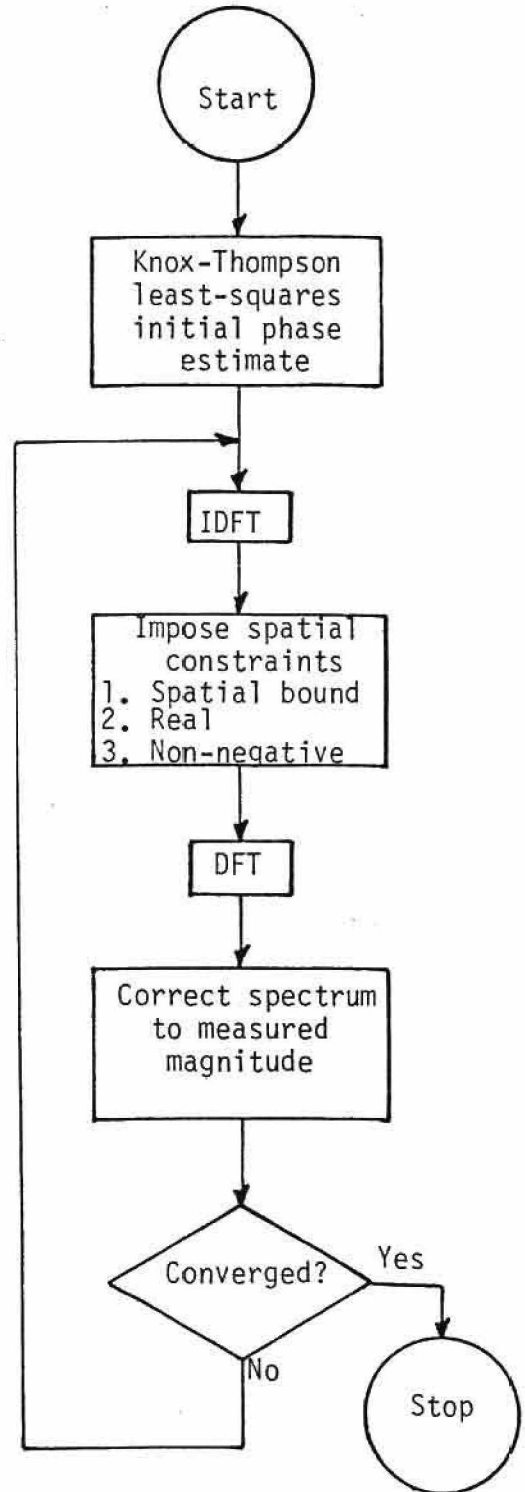 Start
Knox-Thompson
least-squares
initial phase
estimate
IDFT
Impose spatial
constraints
1. Spatial bound
2. Real
3. Non-negative
DFT
Correct spectrum
to measured
magnitude
Converged?
Yes
No
Stop